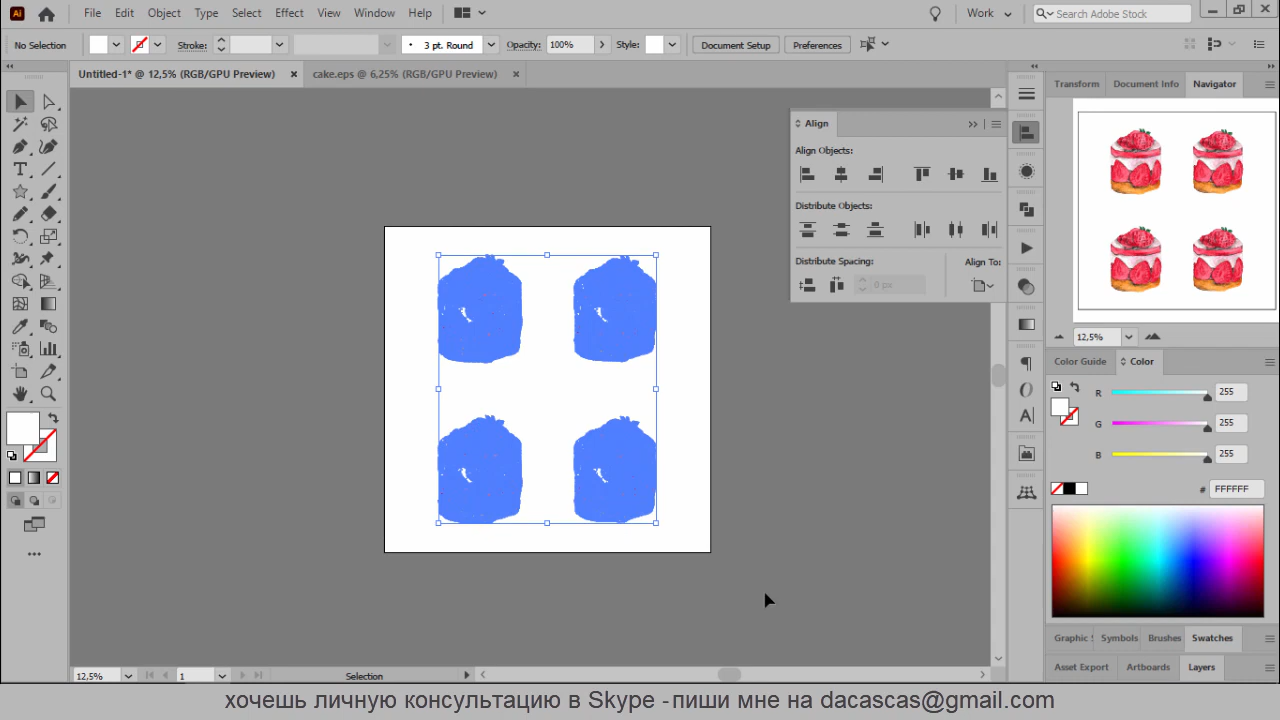 Ai File Edit Object Type Select Effect View Window Help Work Search Adobe Stock
No Selection Stroke: 3 pt. Round Opacity: 100% Style: Document Setup Preferences
Untitled-1* @ 12,5% (RGB/GPU Preview) × cake.eps @ 6,25% (RGB/GPU Preview) ×
Transform Document Info Navigator
Align
Align Objects:
Distribute Objects:
Distribute Spacing: Align To:
0 px
12,5%
Color Guide Color
R 255
G 255
B 255
# FFFFFF
Graphic Symbols Brushes Swatches
Asset Export Artboards Layers
12,5% 1 Selection
хочешь личную консультацию в Skype -пиши мне на dacascas@gmail.com